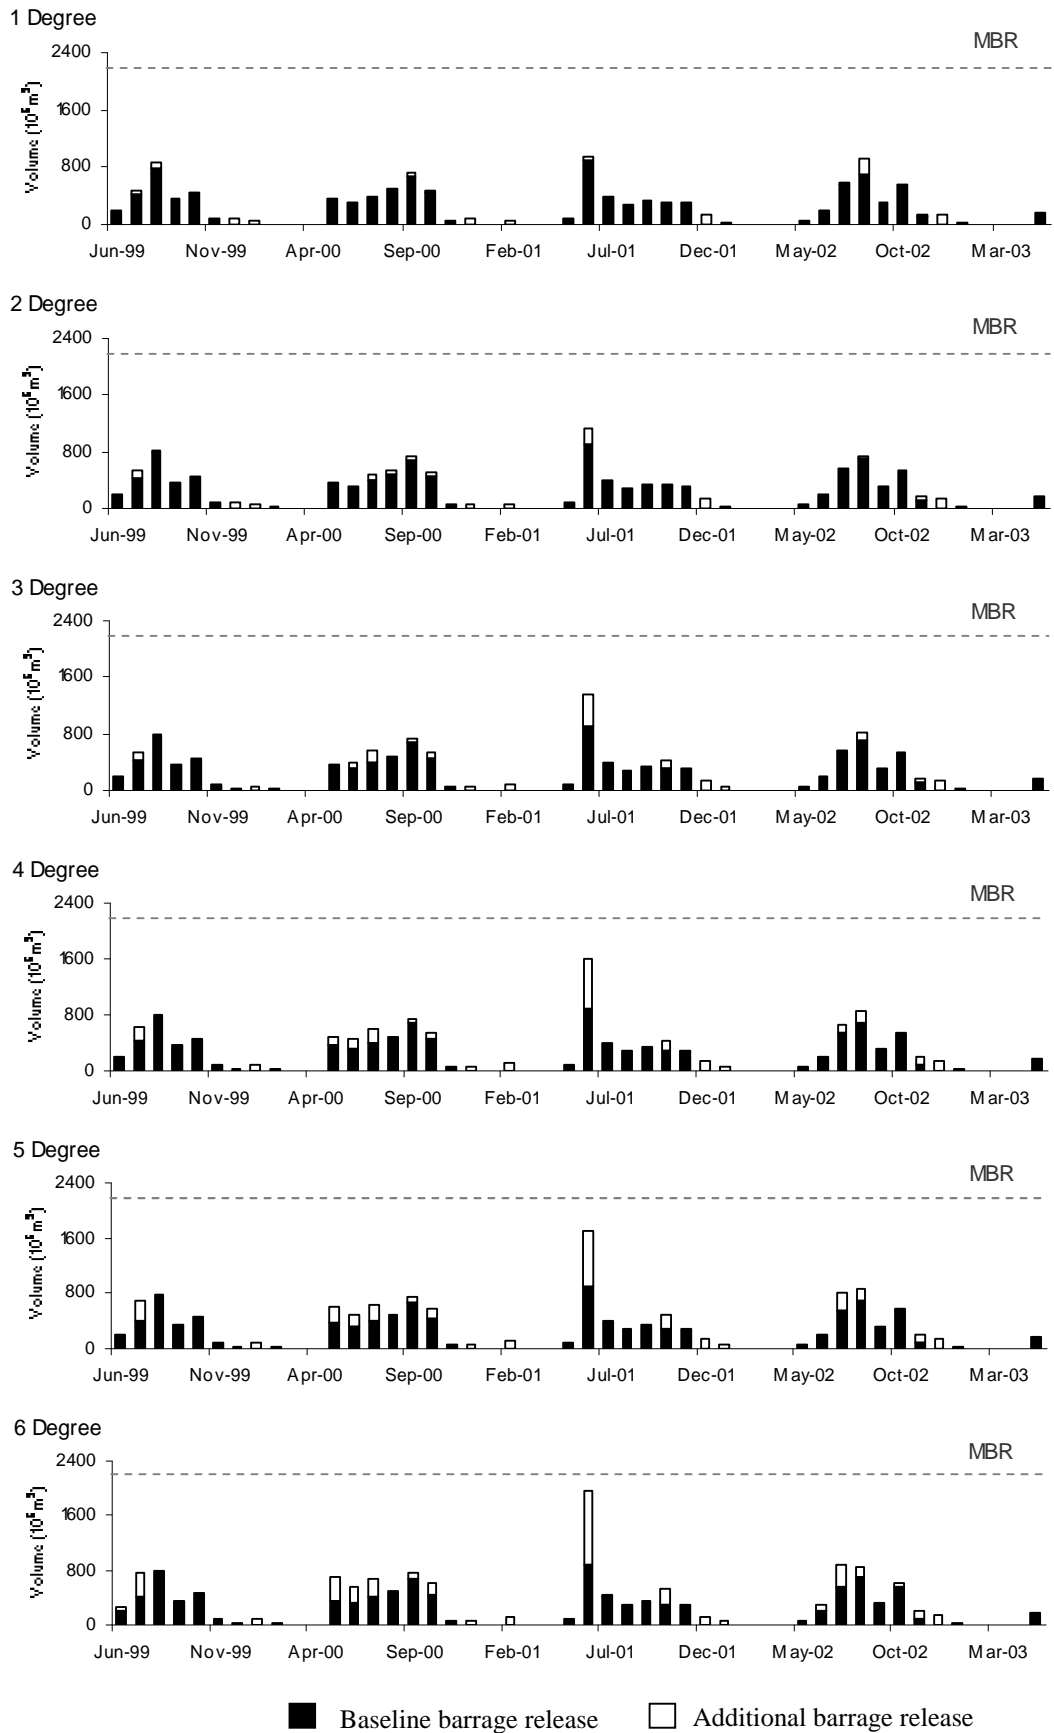 1 Degree
MBR
2400
1600
800
0
Volume (10⁶m³)
Jun-99 Nov-99 Apr-00 Sep-00 Feb-01 Jul-01 Dec-01 May-02 Oct-02 Mar-03
2 Degree
MBR
2400
1600
800
0
Volume (10⁶m³)
Jun-99 Nov-99 Apr-00 Sep-00 Feb-01 Jul-01 Dec-01 May-02 Oct-02 Mar-03
3 Degree
MBR
2400
1600
800
0
Volume (10⁶m³)
Jun-99 Nov-99 Apr-00 Sep-00 Feb-01 Jul-01 Dec-01 May-02 Oct-02 Mar-03
4 Degree
MBR
2400
1600
800
0
Volume (10⁶m³)
Jun-99 Nov-99 Apr-00 Sep-00 Feb-01 Jul-01 Dec-01 May-02 Oct-02 Mar-03
5 Degree
MBR
2400
1600
800
0
Volume (10⁶m³)
Jun-99 Nov-99 Apr-00 Sep-00 Feb-01 Jul-01 Dec-01 May-02 Oct-02 Mar-03
6 Degree
MBR
2400
1600
800
0
Volume (10⁶m³)
Jun-99 Nov-99 Apr-00 Sep-00 Feb-01 Jul-01 Dec-01 May-02 Oct-02 Mar-03
Baseline barrage release Additional barrage release